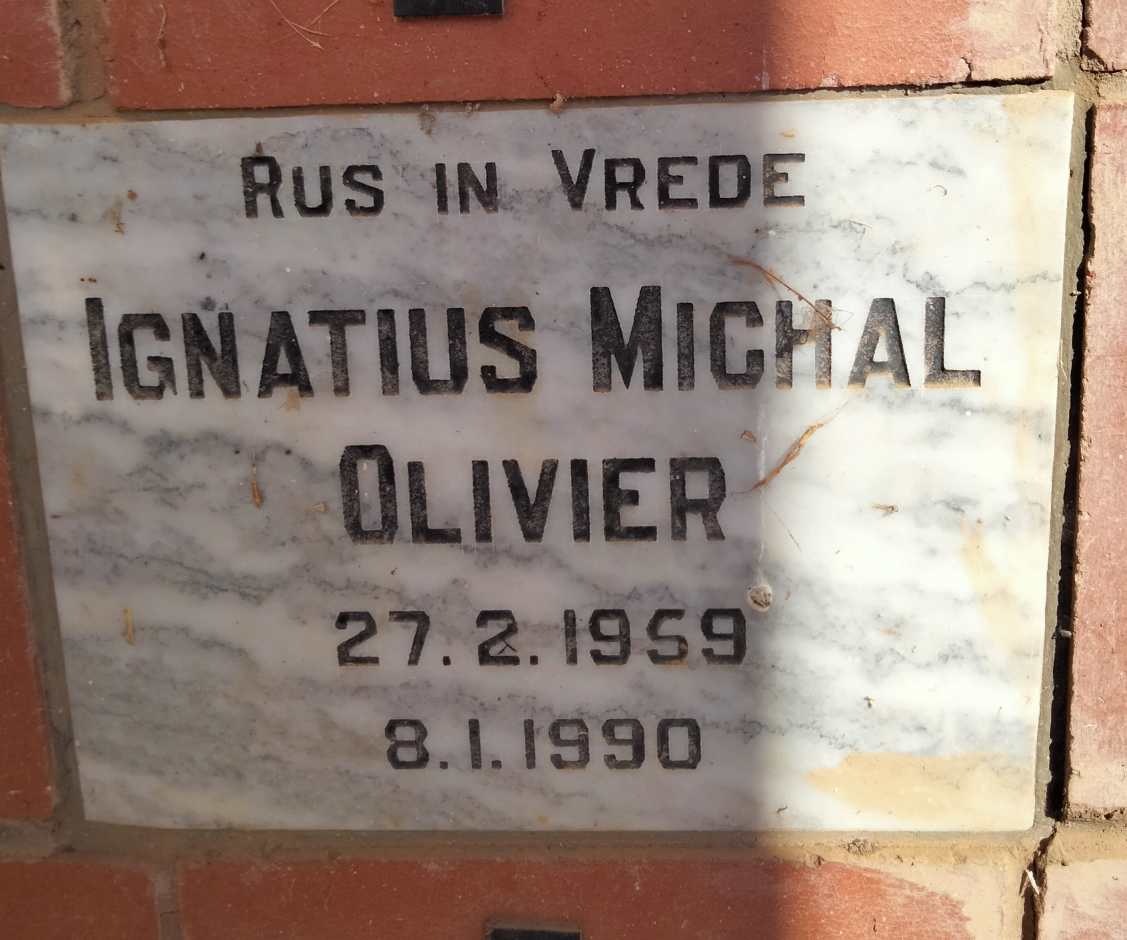 RUS IN VREDE
IGNATIUS MICHAL
OLIVIER
27.2.1959
8.1.1990